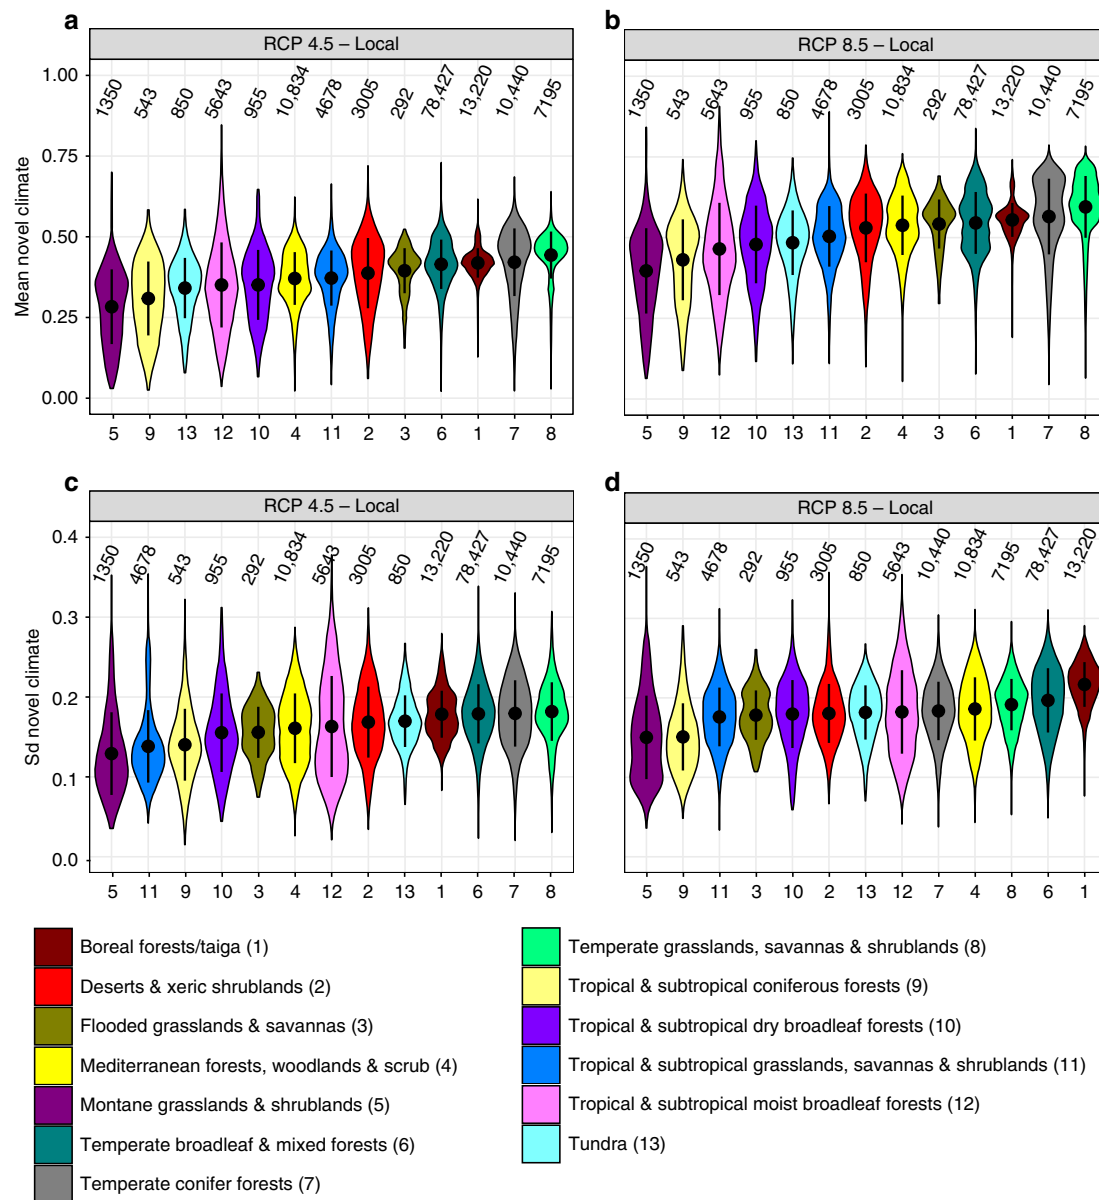 a
b
RCP 4.5 – Local
RCP 8.5 – Local
Mean novel climate
1.00
0.75
0.50
0.25
0.00
1350 543 850 5643 955 10,834 4678 3005 292 78,427 13,220 10,440 7195
1350 543 5643 955 850 4678 3005 10,834 292 78,427 13,220 10,440 7195
5 9 13 12 10 4 11 2 3 6 1 7 8
5 9 12 10 13 11 2 4 3 6 1 7 8
c
d
RCP 4.5 – Local
RCP 8.5 – Local
Sd novel climate
0.4
0.3
0.2
0.1
0.0
1350 4678 543 955 292 10,834 5643 3005 850 13,220 78,427 10,440 7195
1350 543 4678 292 955 3005 850 5643 10,440 10,834 7195 78,427 13,220
5 11 9 10 3 4 12 2 13 1 6 7 8
5 9 11 3 10 2 13 12 7 4 8 6 1
Boreal forests/taiga (1)
Deserts & xeric shrublands (2)
Flooded grasslands & savannas (3)
Mediterranean forests, woodlands & scrub (4)
Montane grasslands & shrublands (5)
Temperate broadleaf & mixed forests (6)
Temperate conifer forests (7)
Temperate grasslands, savannas & shrublands (8)
Tropical & subtropical coniferous forests (9)
Tropical & subtropical dry broadleaf forests (10)
Tropical & subtropical grasslands, savannas & shrublands (11)
Tropical & subtropical moist broadleaf forests (12)
Tundra (13)